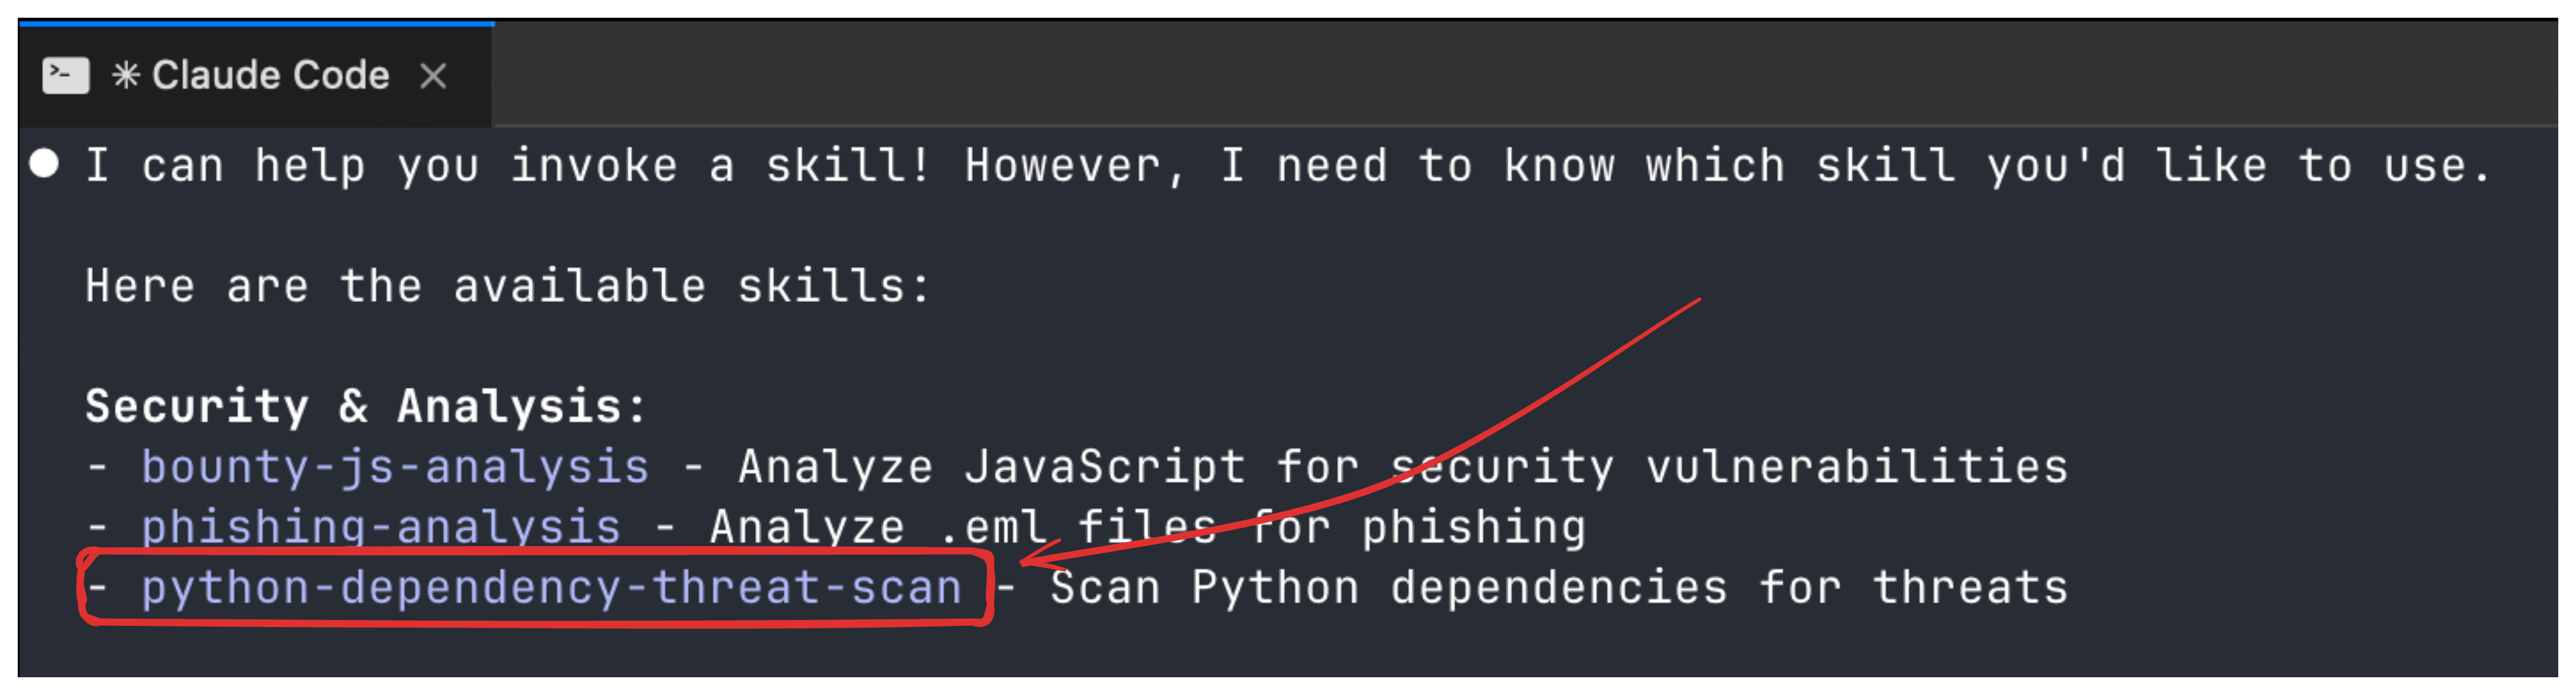 >_ ✳ Claude Code ×
● I can help you invoke a skill! However, I need to know which skill you'd like to use.
Here are the available skills:
Security & Analysis:
- bounty-js-analysis - Analyze JavaScript for security vulnerabilities
- phishing-analysis - Analyze .eml files for phishing
- python-dependency-threat-scan - Scan Python dependencies for threats